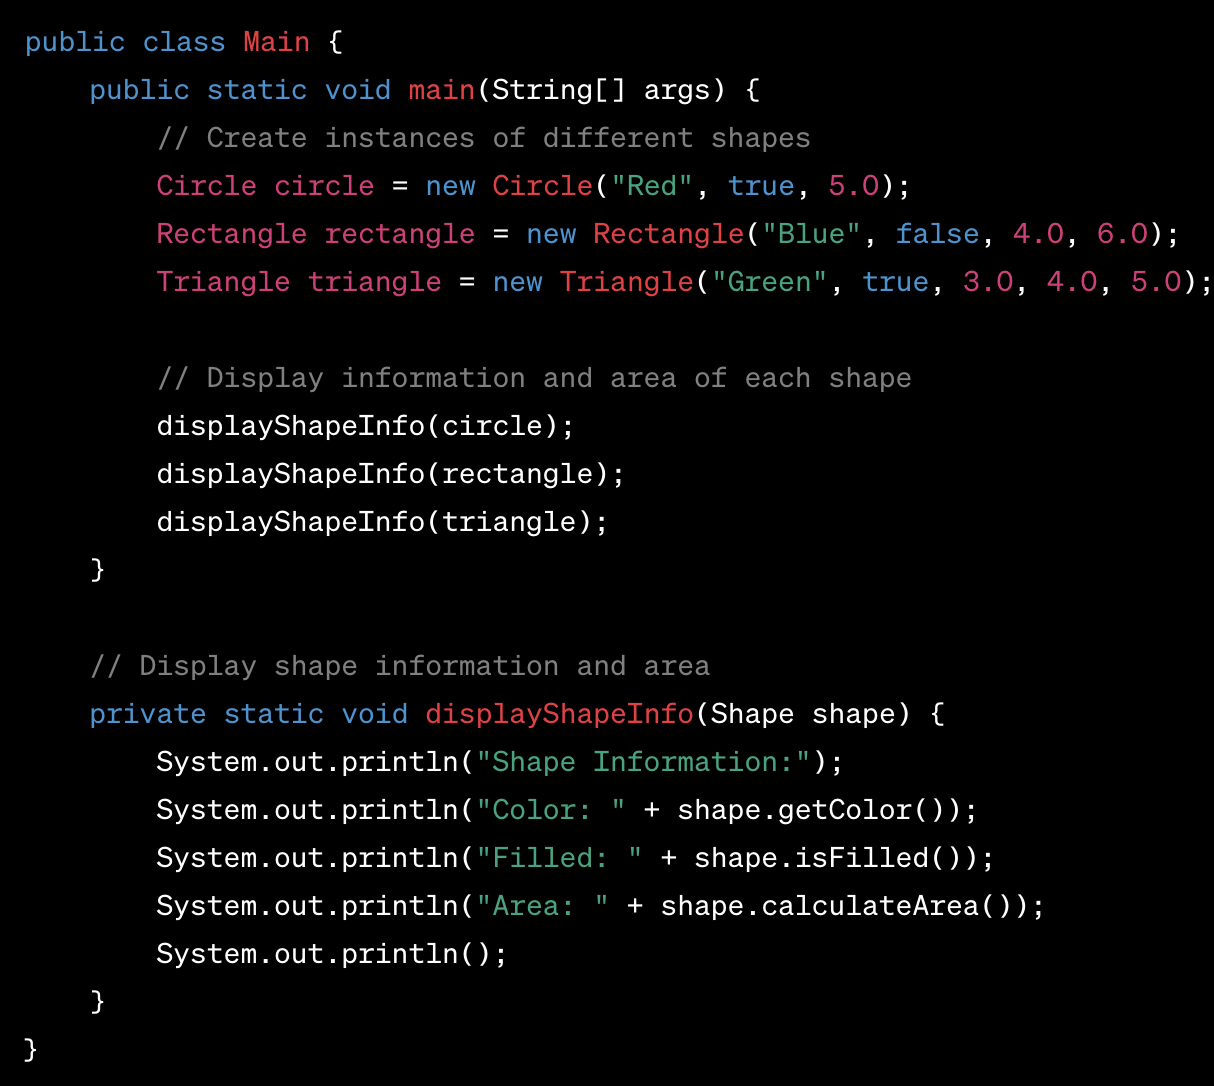 public class Main {
    public static void main(String[] args) {
        // Create instances of different shapes
        Circle circle = new Circle("Red", true, 5.0);
        Rectangle rectangle = new Rectangle("Blue", false, 4.0, 6.0);
        Triangle triangle = new Triangle("Green", true, 3.0, 4.0, 5.0);

        // Display information and area of each shape
        displayShapeInfo(circle);
        displayShapeInfo(rectangle);
        displayShapeInfo(triangle);
    }

    // Display shape information and area
    private static void displayShapeInfo(Shape shape) {
        System.out.println("Shape Information:");
        System.out.println("Color: " + shape.getColor());
        System.out.println("Filled: " + shape.isFilled());
        System.out.println("Area: " + shape.calculateArea());
        System.out.println();
    }
}